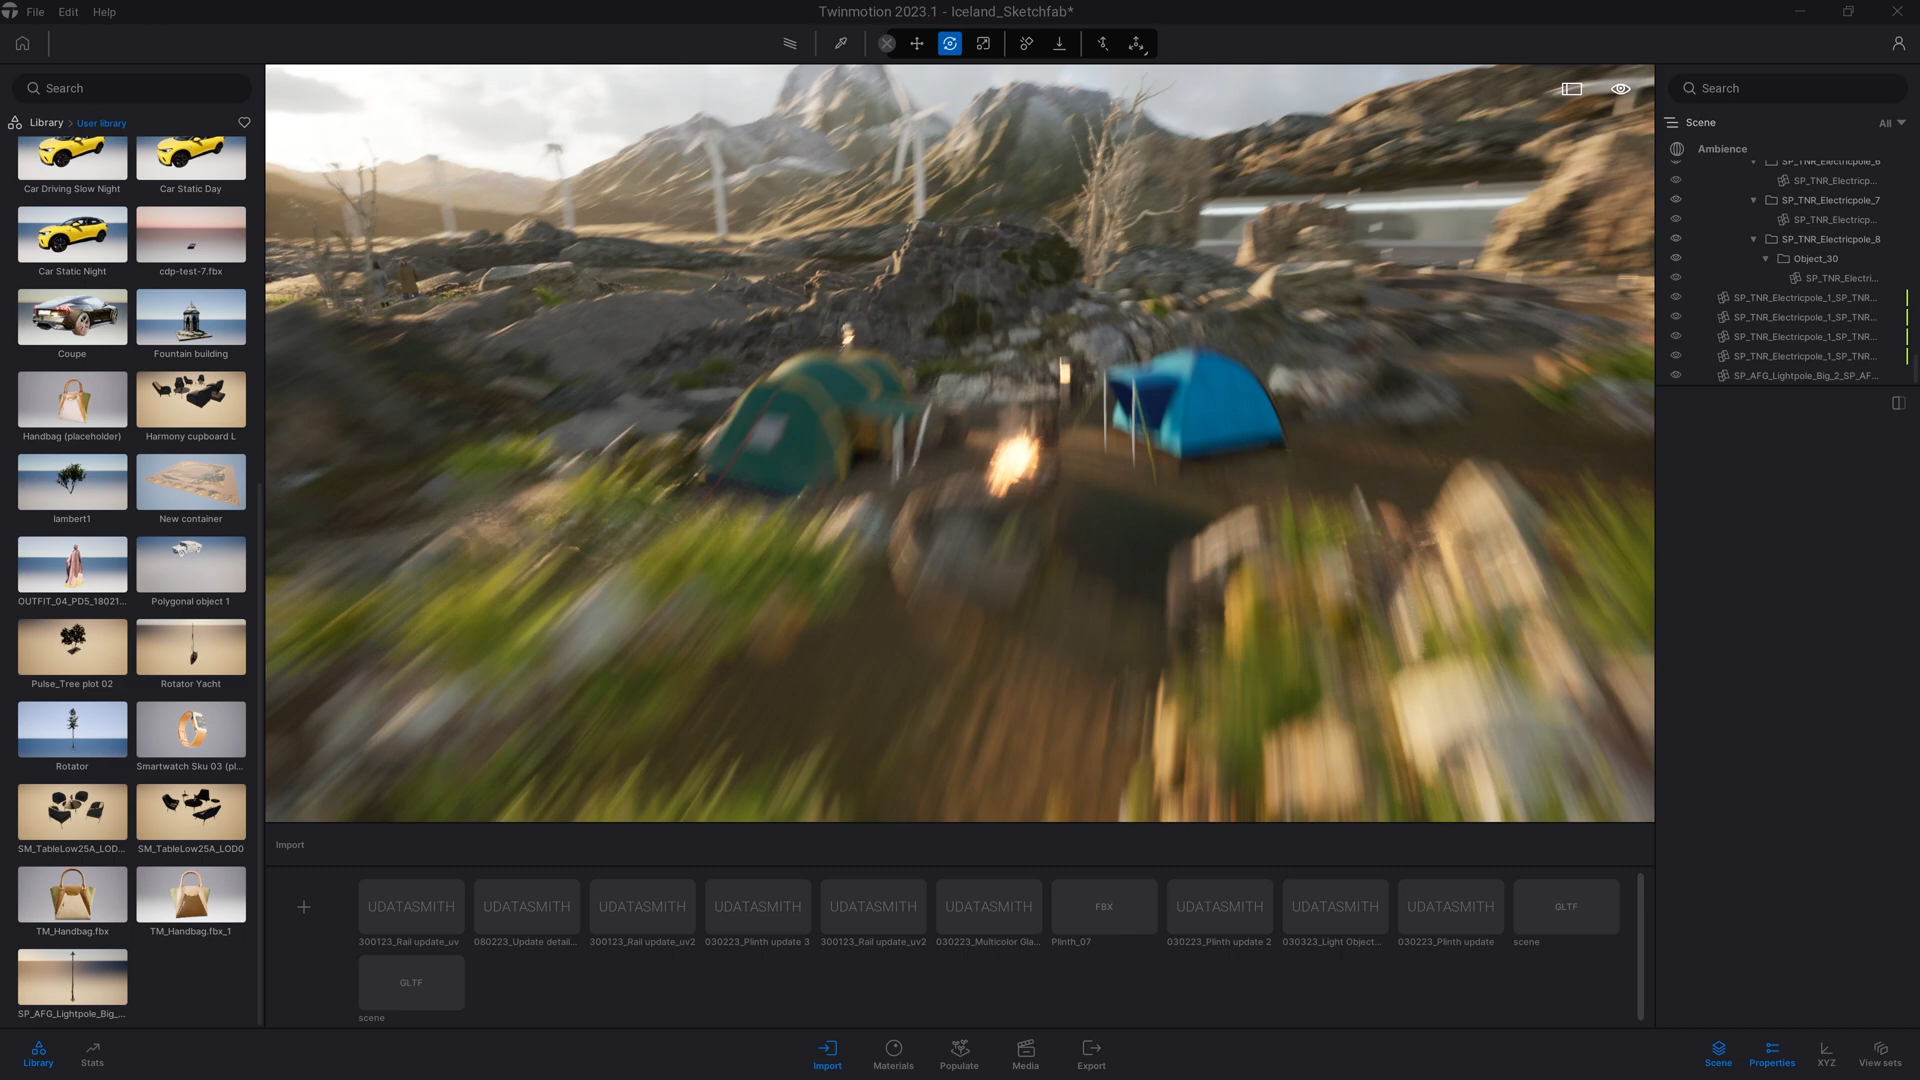 File Edit Help
Twinmotion 2023.1 - Iceland_Sketchfab*
Search
Library > User library
Car Driving Slow Night
Car Static Day
Car Static Night
cdp-test-7.fbx
Coupe
Fountain building
Handbag (placeholder)
Harmony cupboard L
lambert1
New container
OUTFIT_04_PD5_18021...
Polygonal object 1
Pulse_Tree plot 02
Rotator Yacht
Rotator
Smartwatch Sku 03 (pl...
SM_TableLow25A_LOD...
SM_TableLow25A_LOD0
TM_Handbag.fbx
TM_Handbag.fbx_1
SP_AFG_Lightpole_Big_...
Search
Scene
All
Ambience
SP_TNR_Electricpole_6
SP_TNR_Electricp...
SP_TNR_Electricpole_7
SP_TNR_Electricp...
SP_TNR_Electricpole_8
Object_30
SP_TNR_Electri...
SP_TNR_Electricpole_1_SP_TNR...
SP_TNR_Electricpole_1_SP_TNR...
SP_TNR_Electricpole_1_SP_TNR...
SP_TNR_Electricpole_1_SP_TNR...
SP_AFG_Lightpole_Big_2_SP_AF...
Import
UDATASMITH
300123_Rail update_uv
UDATASMITH
080223_Update detail...
UDATASMITH
300123_Rail update_uv2
UDATASMITH
030223_Plinth update 3
UDATASMITH
300123_Rail update_uv2
UDATASMITH
030223_Multicolor Gla...
FBX
Plinth_07
UDATASMITH
030223_Plinth update 2
UDATASMITH
030323_Light Object...
UDATASMITH
030223_Plinth update
GLTF
scene
GLTF
scene
Library
Stats
Import
Materials
Populate
Media
Export
Scene
Properties
XYZ
View sets